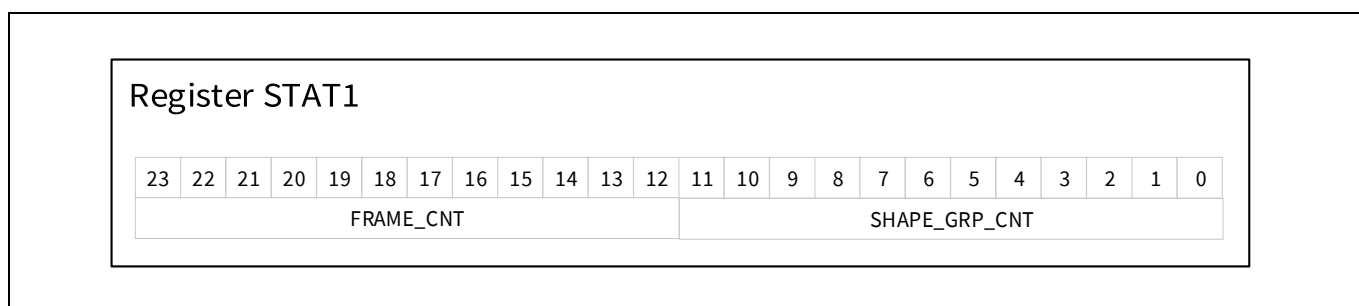 Register STAT1
23 22 21 20 19 18 17 16 15 14 13 12 11 10 9 8 7 6 5 4 3 2 1 0
FRAME_CNT SHAPE_GRP_CNT